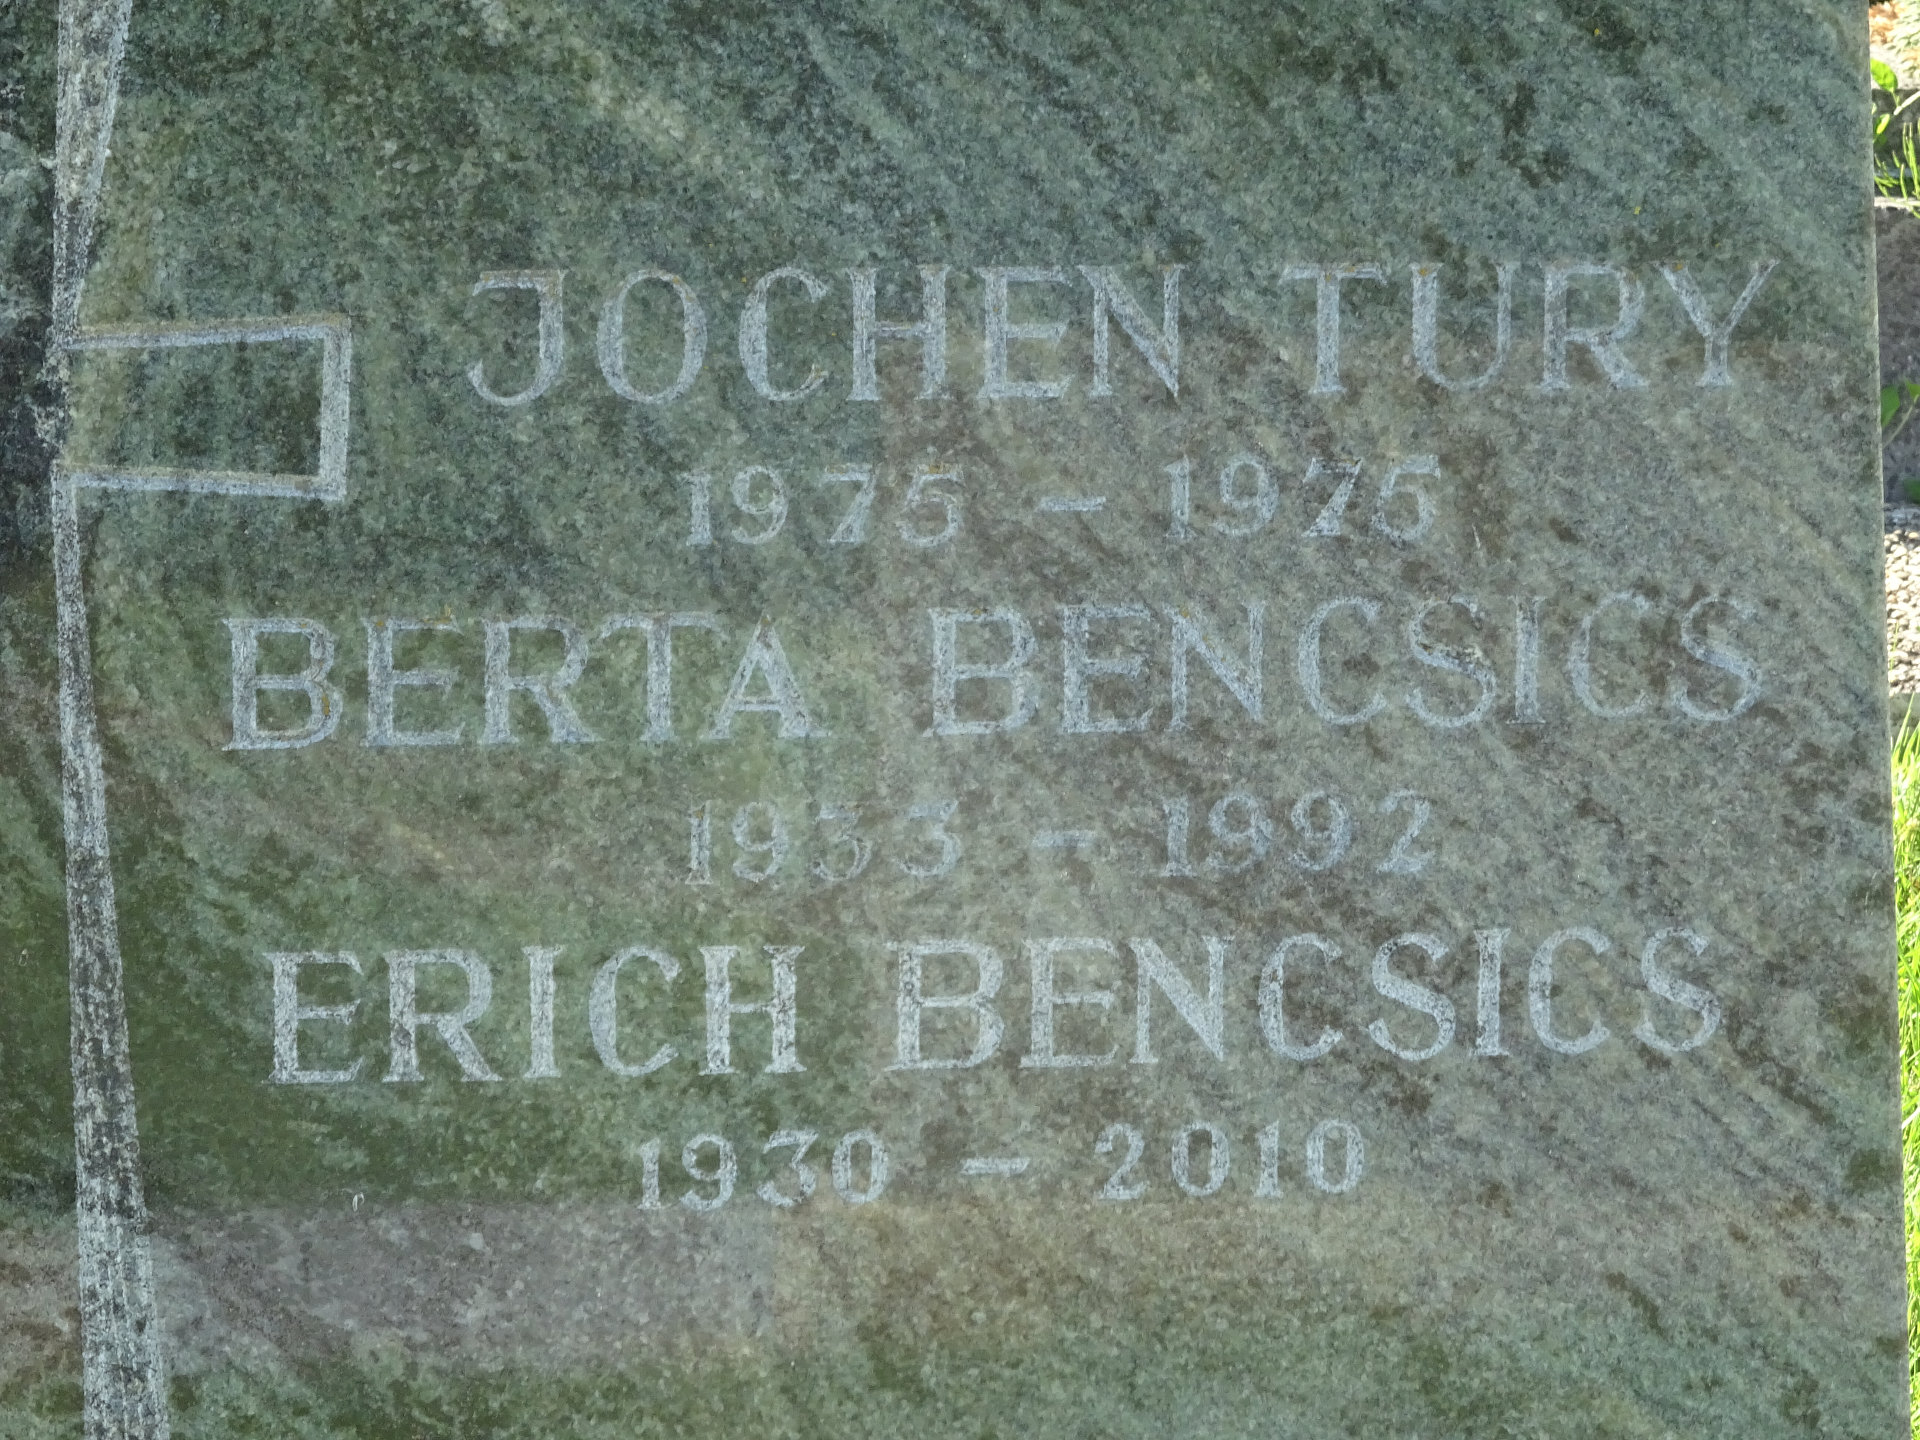 JOCHEN TURY
1975 – 1975
BERTA BENCSICS
1933 – 1992
ERICH BENCSICS
1930 – 2010